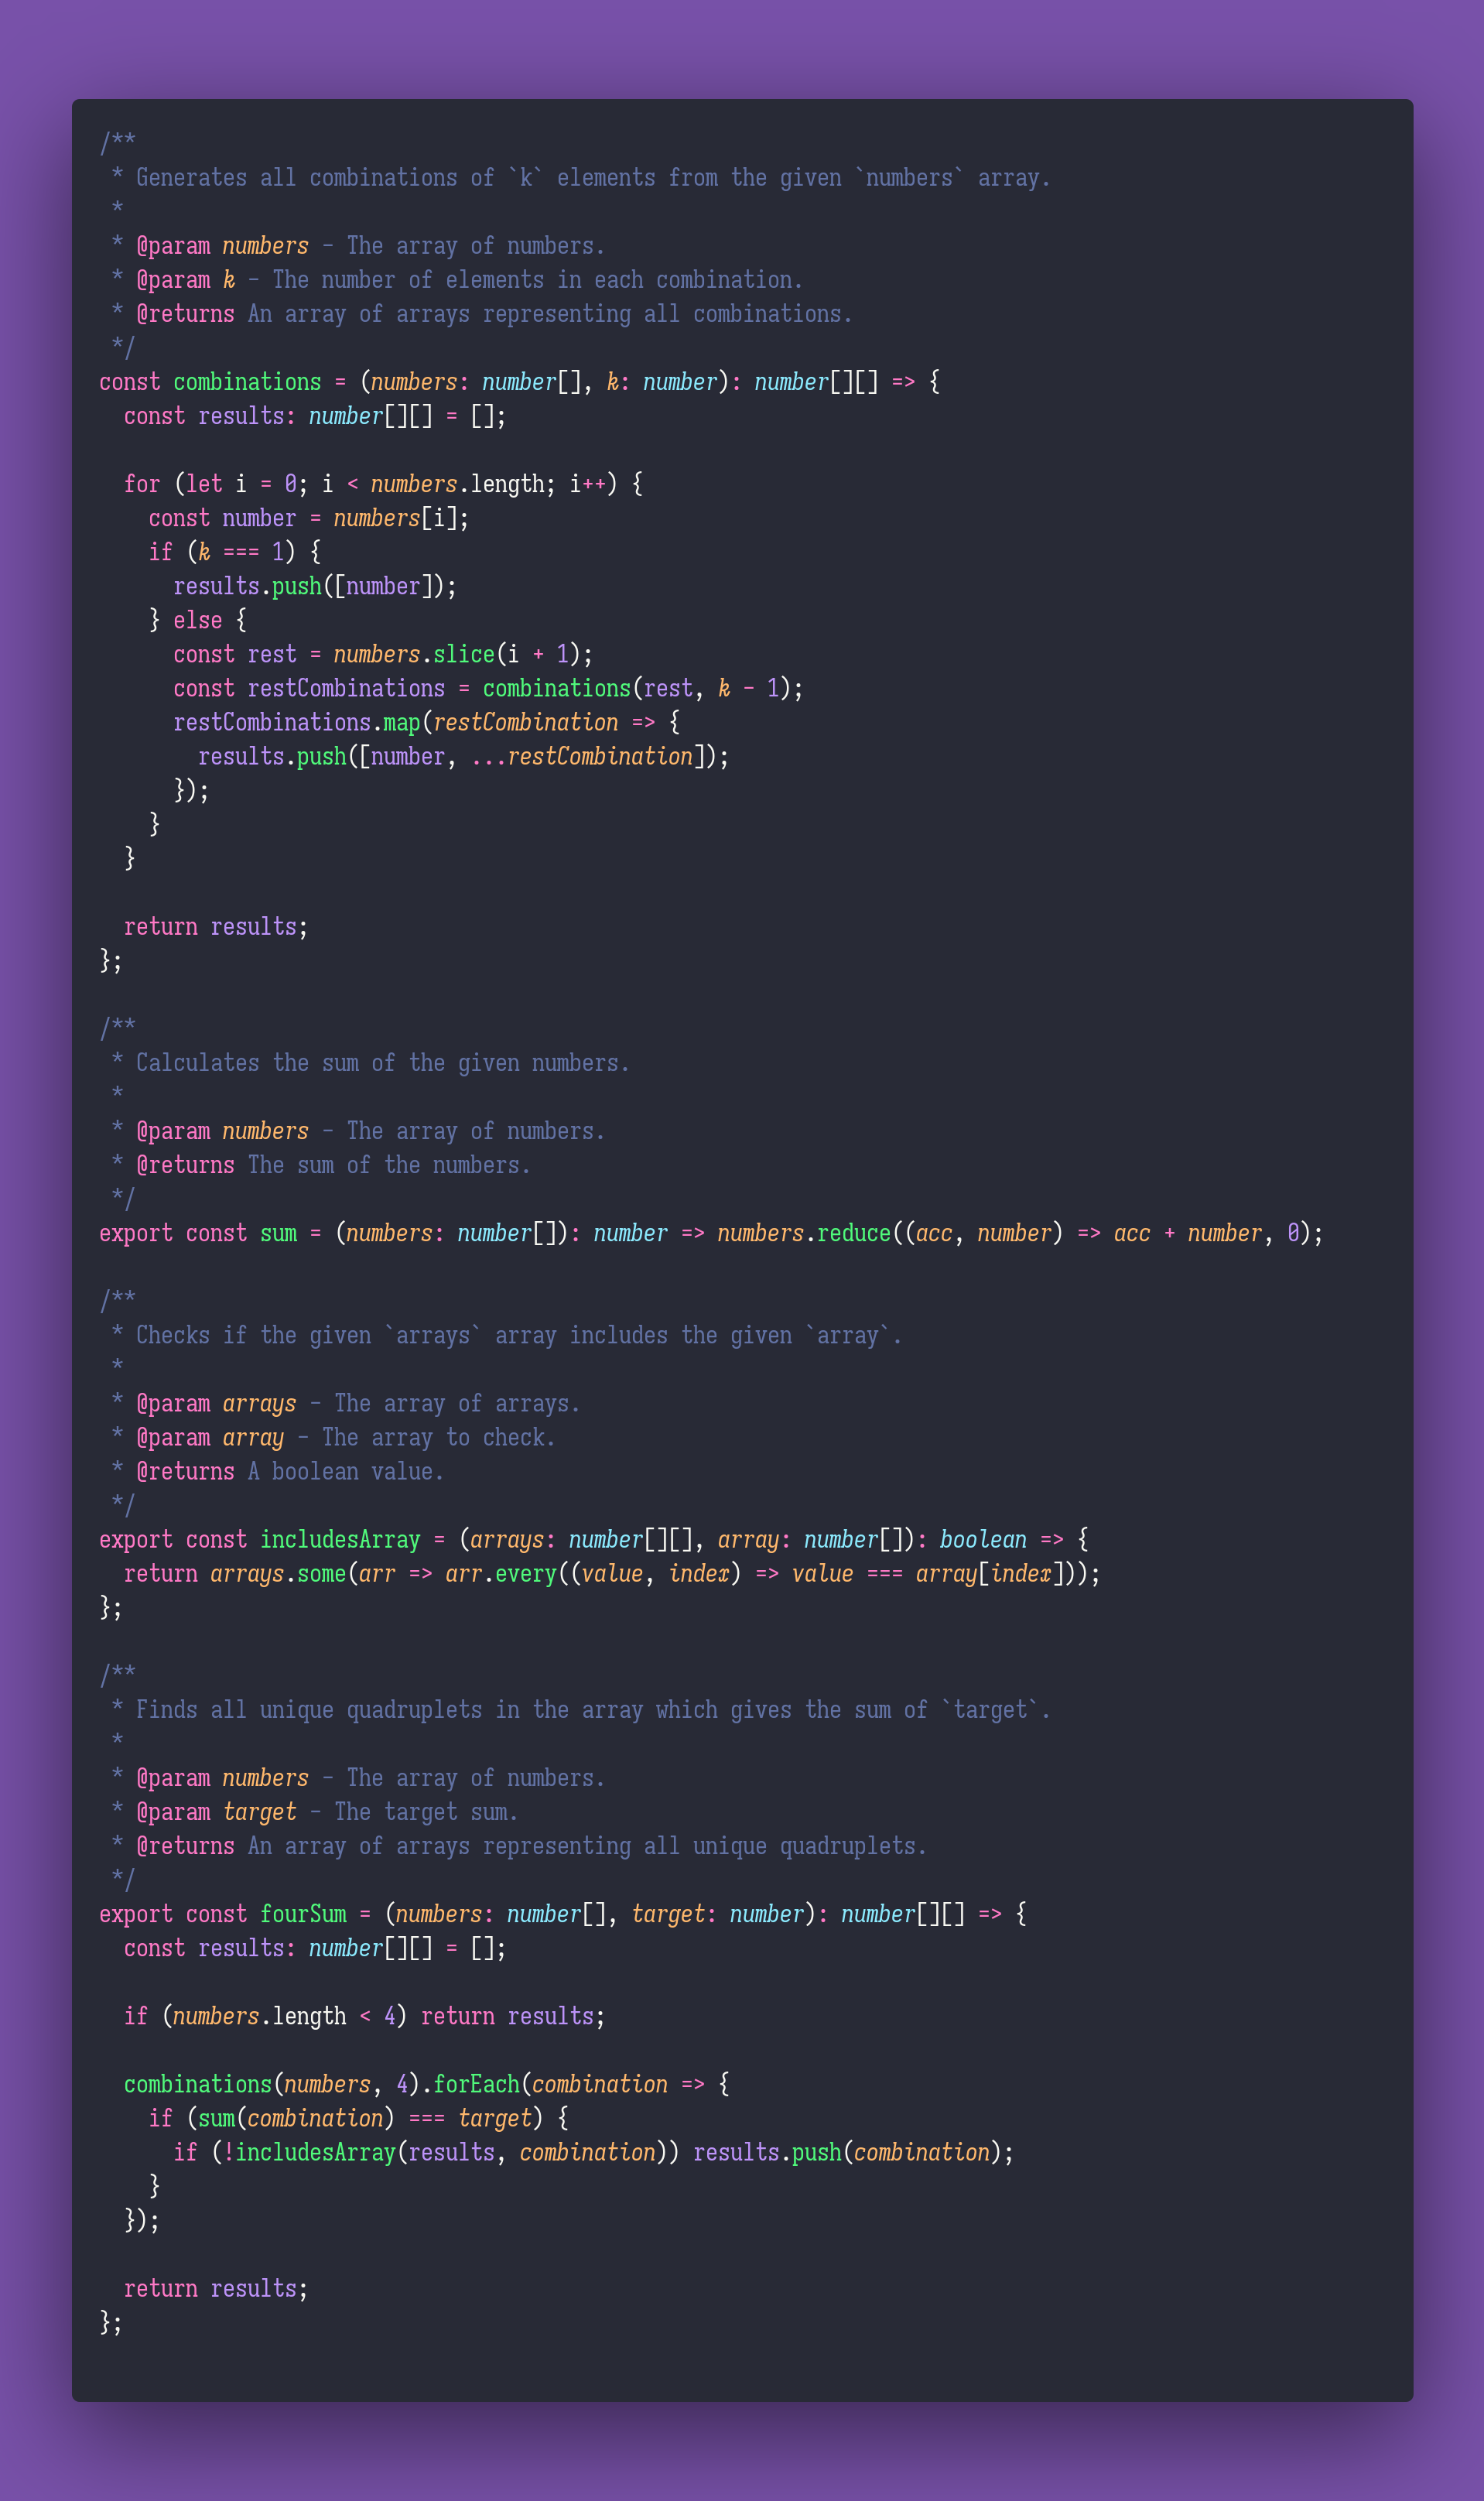 /**
 * Generates all combinations of `k` elements from the given `numbers` array.
 *
 * @param numbers - The array of numbers.
 * @param k - The number of elements in each combination.
 * @returns An array of arrays representing all combinations.
 */
const combinations = (numbers: number[], k: number): number[][] => {
  const results: number[][] = [];

  for (let i = 0; i < numbers.length; i++) {
    const number = numbers[i];
    if (k === 1) {
      results.push([number]);
    } else {
      const rest = numbers.slice(i + 1);
      const restCombinations = combinations(rest, k - 1);
      restCombinations.map(restCombination => {
        results.push([number, ...restCombination]);
      });
    }
  }

  return results;
};

/**
 * Calculates the sum of the given numbers.
 *
 * @param numbers - The array of numbers.
 * @returns The sum of the numbers.
 */
export const sum = (numbers: number[]): number => numbers.reduce((acc, number) => acc + number, 0);

/**
 * Checks if the given `arrays` array includes the given `array`.
 *
 * @param arrays - The array of arrays.
 * @param array - The array to check.
 * @returns A boolean value.
 */
export const includesArray = (arrays: number[][], array: number[]): boolean => {
  return arrays.some(arr => arr.every((value, index) => value === array[index]));
};

/**
 * Finds all unique quadruplets in the array which gives the sum of `target`.
 *
 * @param numbers - The array of numbers.
 * @param target - The target sum.
 * @returns An array of arrays representing all unique quadruplets.
 */
export const fourSum = (numbers: number[], target: number): number[][] => {
  const results: number[][] = [];

  if (numbers.length < 4) return results;

  combinations(numbers, 4).forEach(combination => {
    if (sum(combination) === target) {
      if (!includesArray(results, combination)) results.push(combination);
    }
  });

  return results;
};